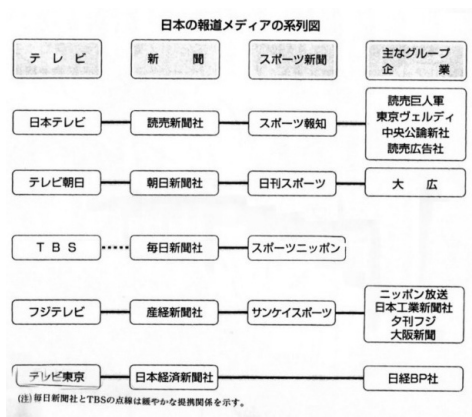 日本の報道メディアの系列図
テレビ 新聞 スポーツ新聞 主なグループ
企業
日本テレビ 読売新聞社 スポーツ報知 読売巨人軍
東京ヴェルディ
中央公論新社
読売広告社
テレビ朝日 朝日新聞社 日刊スポーツ 大広
TBS 毎日新聞社 スポーツニッポン
フジテレビ 産経新聞社 サンケイスポーツ ニッポン放送
日本工業新聞社
夕刊フジ
大阪新聞
テレビ東京 日本経済新聞社 日経BP社
(注)毎日新聞社とTBSの点線は緩やかな提携関係を示す。